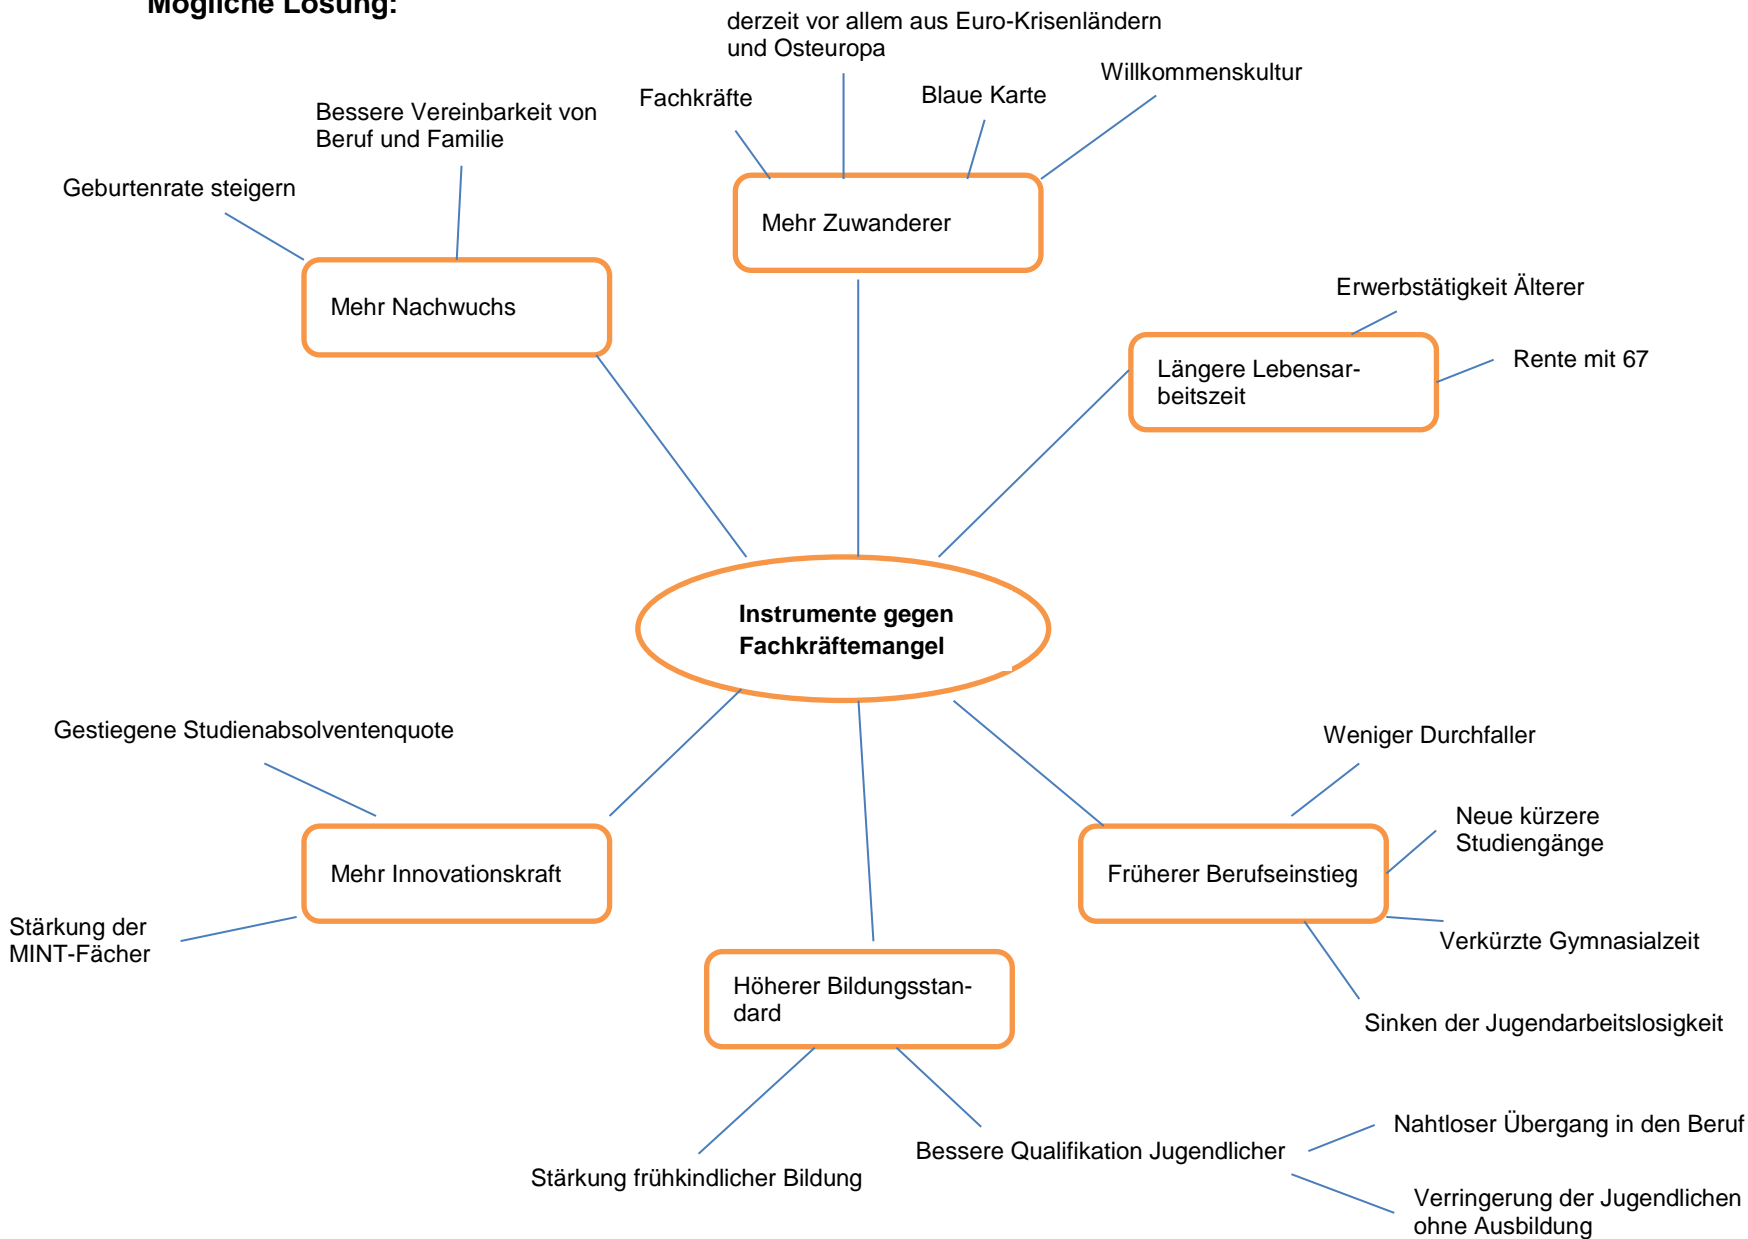 Mögliche Lösung:
derzeit vor allem aus Euro-Krisenländern
und Osteuropa
Willkommenskultur
Fachkräfte
Blaue Karte
Bessere Vereinbarkeit von
Beruf und Familie
Geburtenrate steigern
Mehr Zuwanderer
Mehr Nachwuchs
Erwerbstätigkeit Älterer
Rente mit 67
Längere Lebensar-
beitszeit
Instrumente gegen
Fachkräftemangel
Gestiegene Studienabsolventenquote
Weniger Durchfaller
Neue kürzere
Studiengänge
Mehr Innovationskraft
Früherer Berufseinstieg
Stärkung der
MINT-Fächer
Verkürzte Gymnasialzeit
Höherer Bildungsstan-
dard
Sinken der Jugendarbeitslosigkeit
Nahtloser Übergang in den Beruf
Bessere Qualifikation Jugendlicher
Stärkung frühkindlicher Bildung
Verringerung der Jugendlichen
ohne Ausbildung